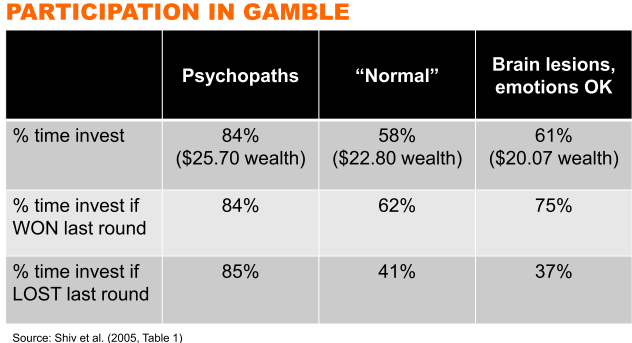 PARTICIPATION IN GAMBLE
Psychopaths
“Normal”
Brain lesions,
emotions OK
% time invest
84%
($25.70 wealth)
58%
($22.80 wealth)
61%
($20.07 wealth)
% time invest if
WON last round
84%
62%
75%
% time invest if
LOST last round
85%
41%
37%
Source: Shiv et al. (2005, Table 1)